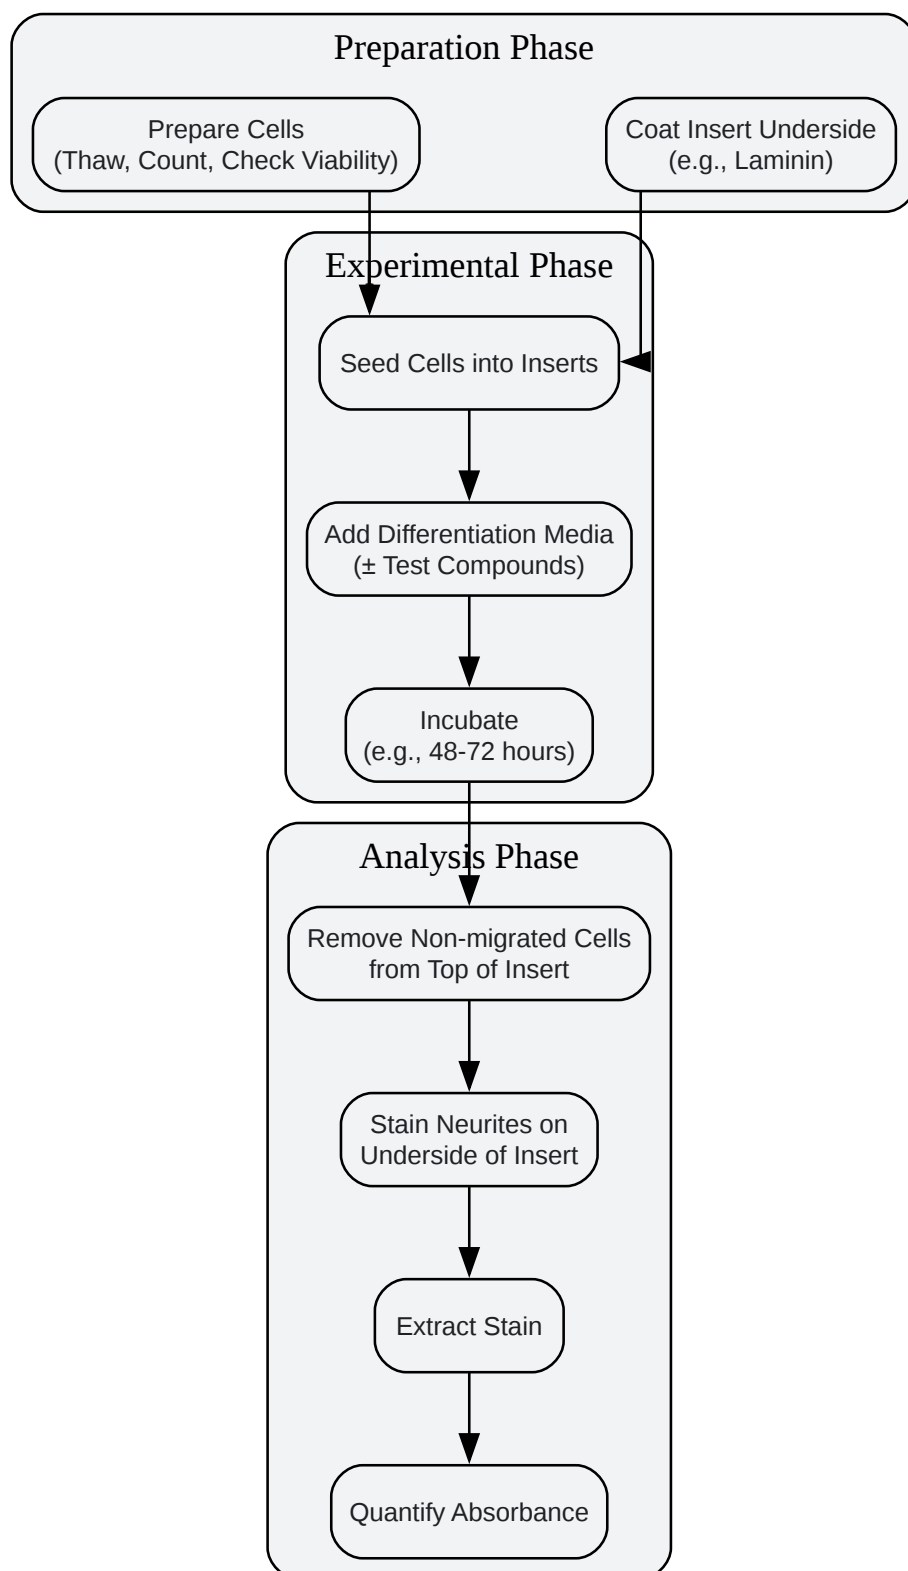 Preparation Phase
Prepare Cells
(Thaw, Count, Check Viability)
Coat Insert Underside
(e.g., Laminin)
Experimental Phase
Seed Cells into Inserts
Add Differentiation Media
(± Test Compounds)
Incubate
(e.g., 48-72 hours)
Analysis Phase
Remove Non-migrated Cells
from Top of Insert
Stain Neurites on
Underside of Insert
Extract Stain
Quantify Absorbance